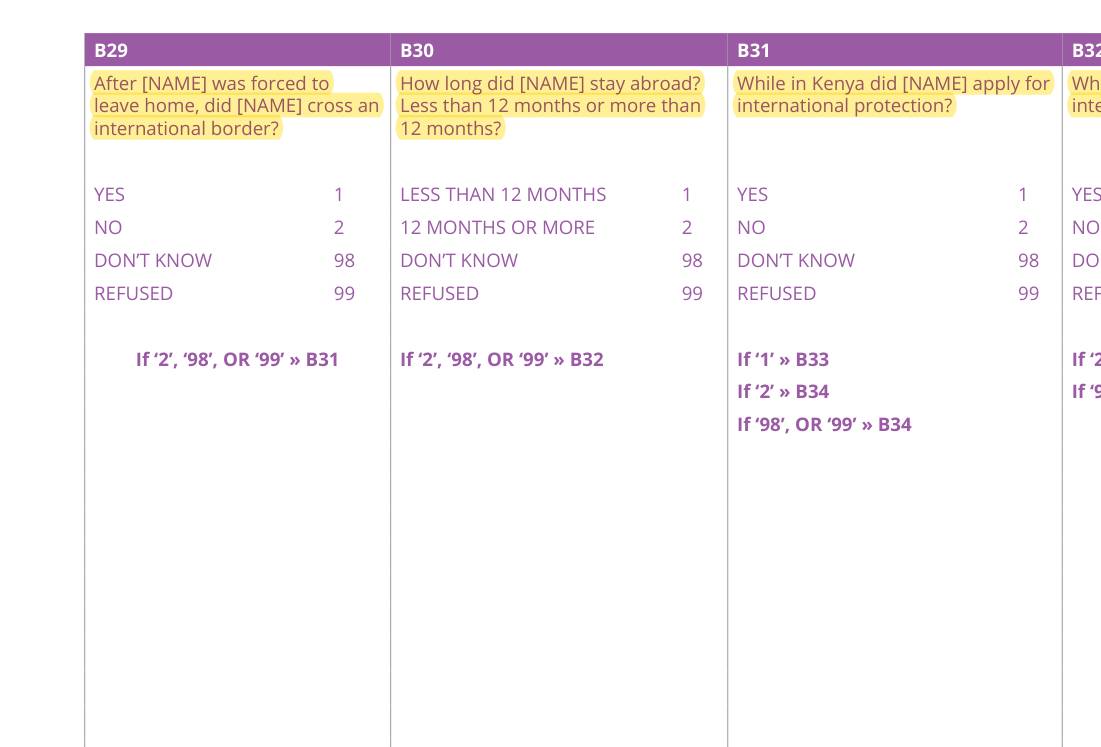 B29
After [NAME] was forced to
leave home, did [NAME] cross an
international border?
YES 1
NO 2
DON’T KNOW 98
REFUSED 99
If ‘2’, ‘98’, OR ‘99’ » B31
B30
How long did [NAME] stay abroad?
Less than 12 months or more than
12 months?
LESS THAN 12 MONTHS 1
12 MONTHS OR MORE 2
DON’T KNOW 98
REFUSED 99
If ‘2’, ‘98’, OR ‘99’ » B32
B31
While in Kenya did [NAME] apply for
international protection?
YES 1
NO 2
DON’T KNOW 98
REFUSED 99
If ‘1’ » B33
If ‘2’ » B34
If ‘98’, OR ‘99’ » B34
B32
YES
NO
If
If